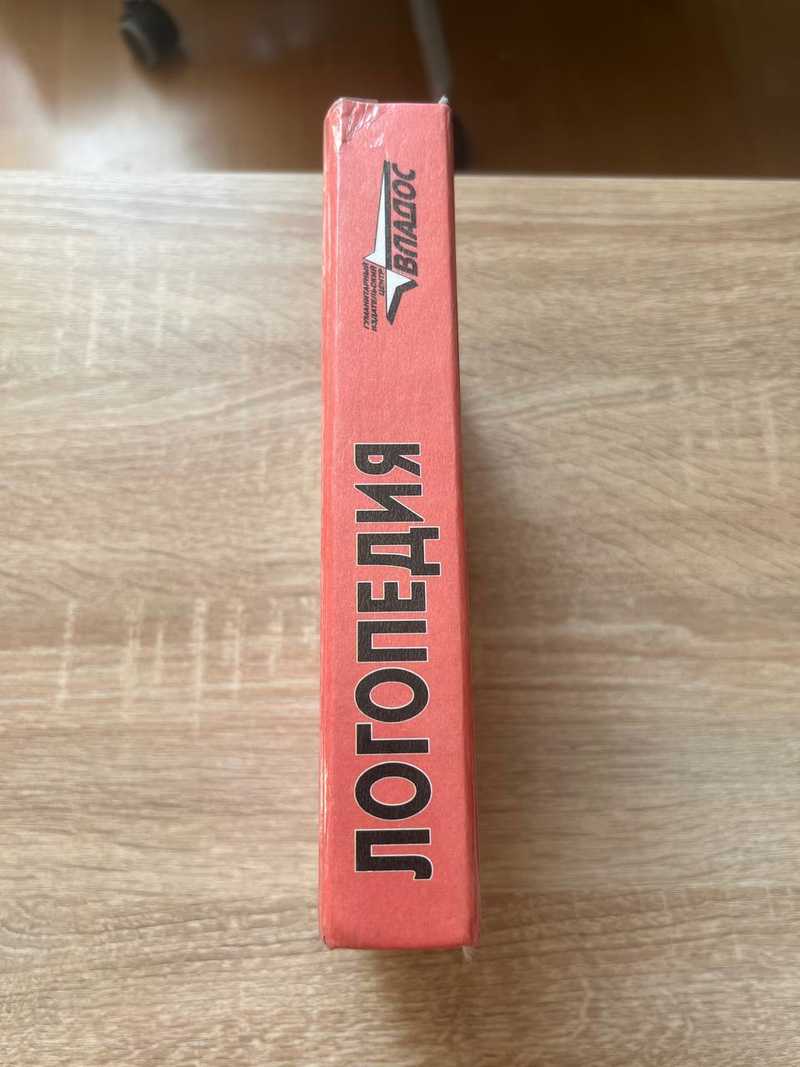 ЛОГОПЕДИЯ
ГУМАНИТАРНЫЙ
ИЗДАТЕЛЬСКИЙ
ЦЕНТР
ВЛАДОС